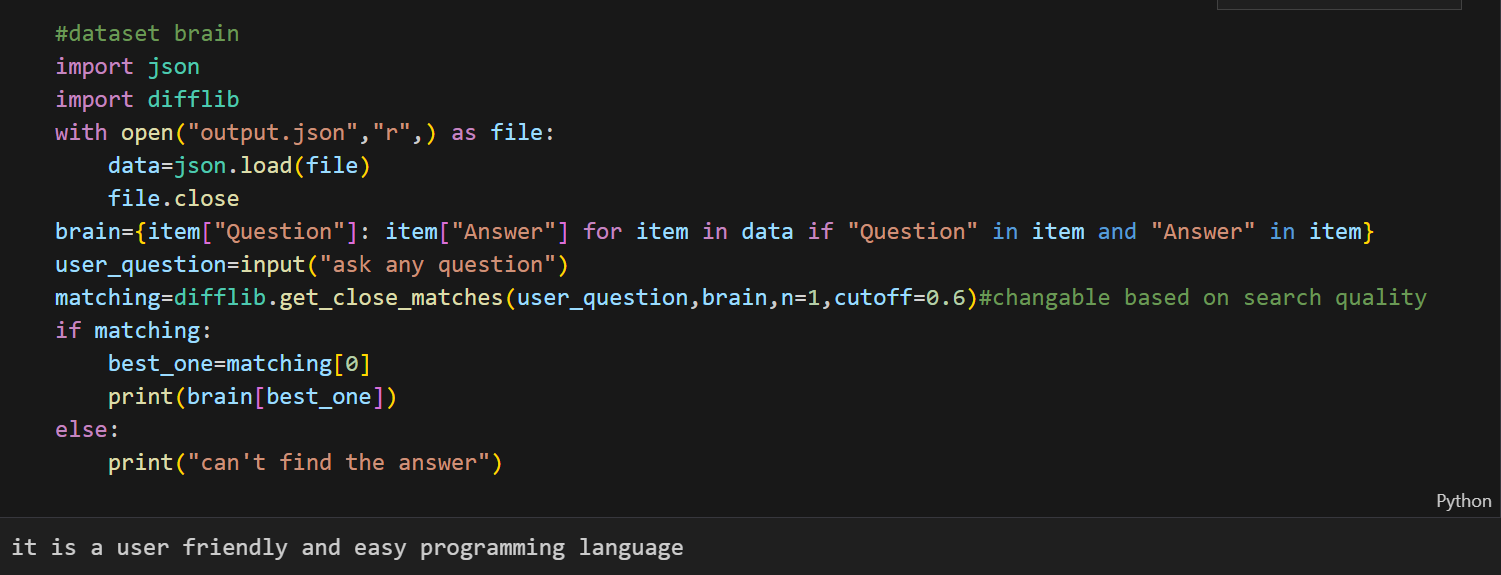 #dataset brain
import json
import difflib
with open("output.json","r",) as file:
    data=json.load(file)
    file.close
brain={item["Question"]: item["Answer"] for item in data if "Question" in item and "Answer" in item}
user_question=input("ask any question")
matching=difflib.get_close_matches(user_question,brain,n=1,cutoff=0.6)#changable based on search quality
if matching:
    best_one=matching[0]
    print(brain[best_one])
else:
    print("can't find the answer")
Python
it is a user friendly and easy programming language